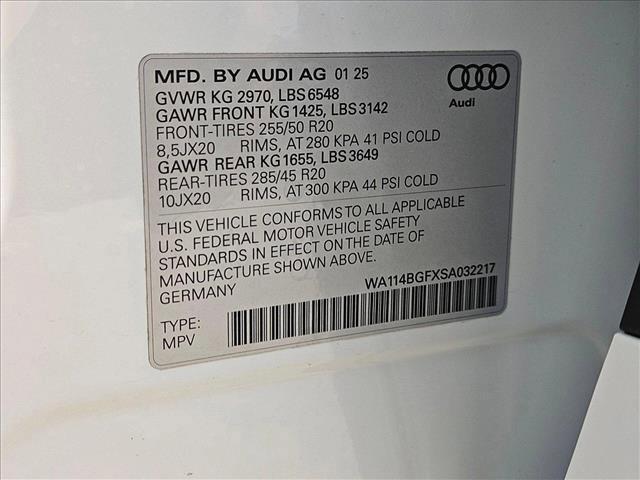 MFD. BY AUDI AG 01 25
GVWR KG 2970, LBS 6548
GAWR FRONT KG 1425, LBS 3142
FRONT-TIRES 255/50 R20
8,5JX20 RIMS, AT 280 KPA 41 PSI COLD
GAWR REAR KG 1655, LBS 3649
REAR-TIRES 285/45 R20
10JX20 RIMS, AT 300 KPA 44 PSI COLD
THIS VEHICLE CONFORMS TO ALL APPLICABLE
U.S. FEDERAL MOTOR VEHICLE SAFETY
STANDARDS IN EFFECT ON THE DATE OF
MANUFACTURE SHOWN ABOVE.
GERMANY
WA114BGFXSA032217
TYPE:
MPV
Audi